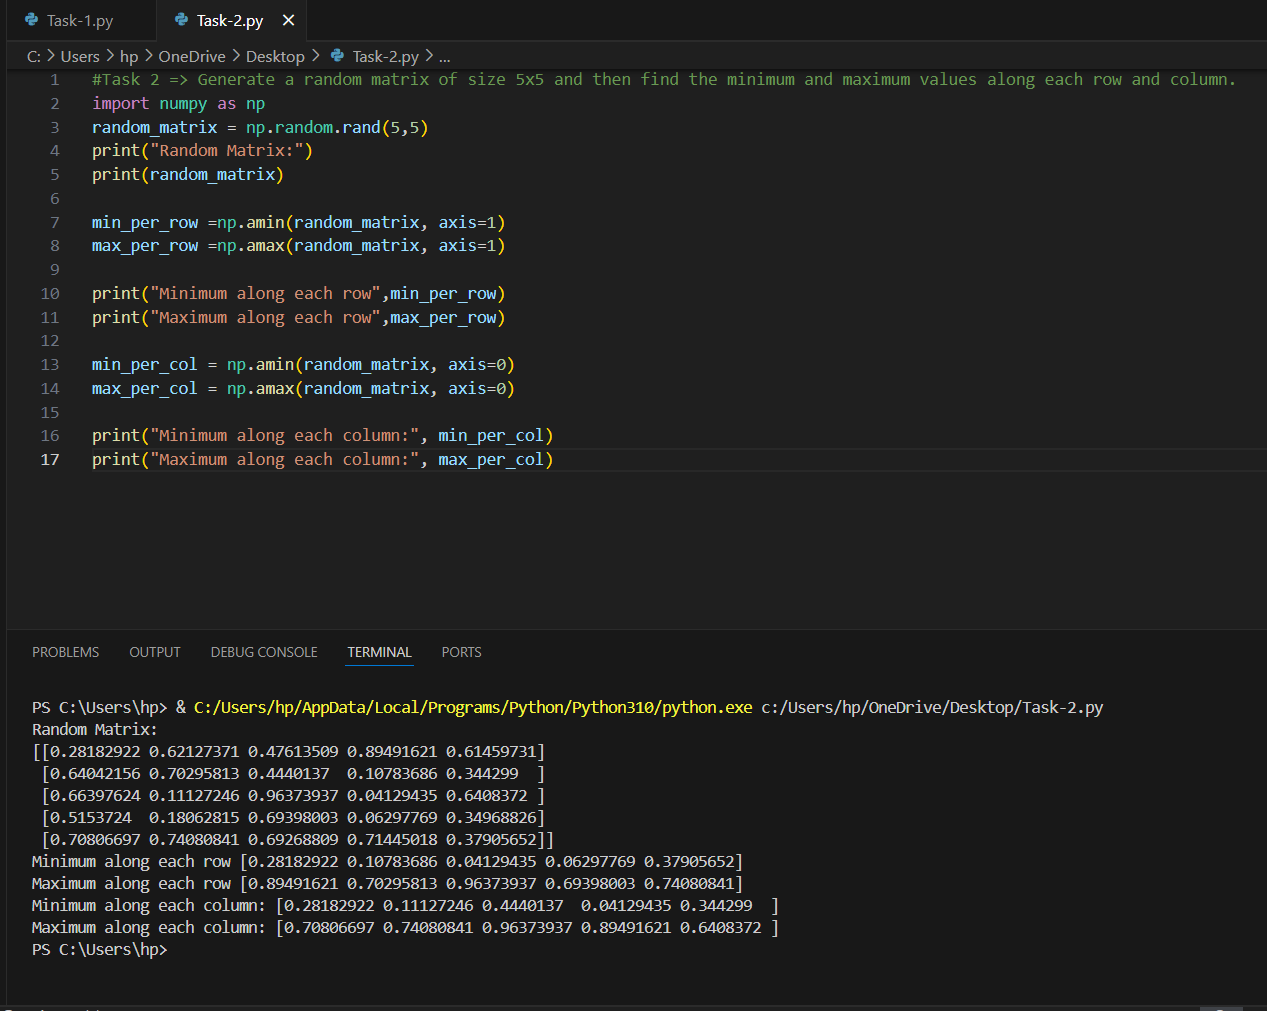 Task-1.py Task-2.py
C: > Users > hp > OneDrive > Desktop > Task-2.py > ...
1 #Task 2 => Generate a random matrix of size 5x5 and then find the minimum and maximum values along each row and column.
2 import numpy as np
3 random_matrix = np.random.rand(5,5)
4 print("Random Matrix:")
5 print(random_matrix)
6
7 min_per_row =np.amin(random_matrix, axis=1)
8 max_per_row =np.amax(random_matrix, axis=1)
9
10 print("Minimum along each row",min_per_row)
11 print("Maximum along each row",max_per_row)
12
13 min_per_col = np.amin(random_matrix, axis=0)
14 max_per_col = np.amax(random_matrix, axis=0)
15
16 print("Minimum along each column:", min_per_col)
17 print("Maximum along each column:", max_per_col)
PROBLEMS OUTPUT DEBUG CONSOLE TERMINAL PORTS
PS C:\Users\hp> & C:/Users/hp/AppData/Local/Programs/Python/Python310/python.exe c:/Users/hp/OneDrive/Desktop/Task-2.py
Random Matrix:
[[0.28182922 0.62127371 0.47613509 0.89491621 0.61459731]
 [0.64042156 0.70295813 0.4440137  0.10783686 0.344299  ]
 [0.66397624 0.11127246 0.96373937 0.04129435 0.6408372 ]
 [0.5153724  0.18062815 0.69398003 0.06297769 0.34968826]
 [0.70806697 0.74080841 0.69268809 0.71445018 0.37905652]]
Minimum along each row [0.28182922 0.10783686 0.04129435 0.06297769 0.37905652]
Maximum along each row [0.89491621 0.70295813 0.96373937 0.69398003 0.74080841]
Minimum along each column: [0.28182922 0.11127246 0.4440137  0.04129435 0.344299  ]
Maximum along each column: [0.70806697 0.74080841 0.96373937 0.89491621 0.6408372 ]
PS C:\Users\hp>